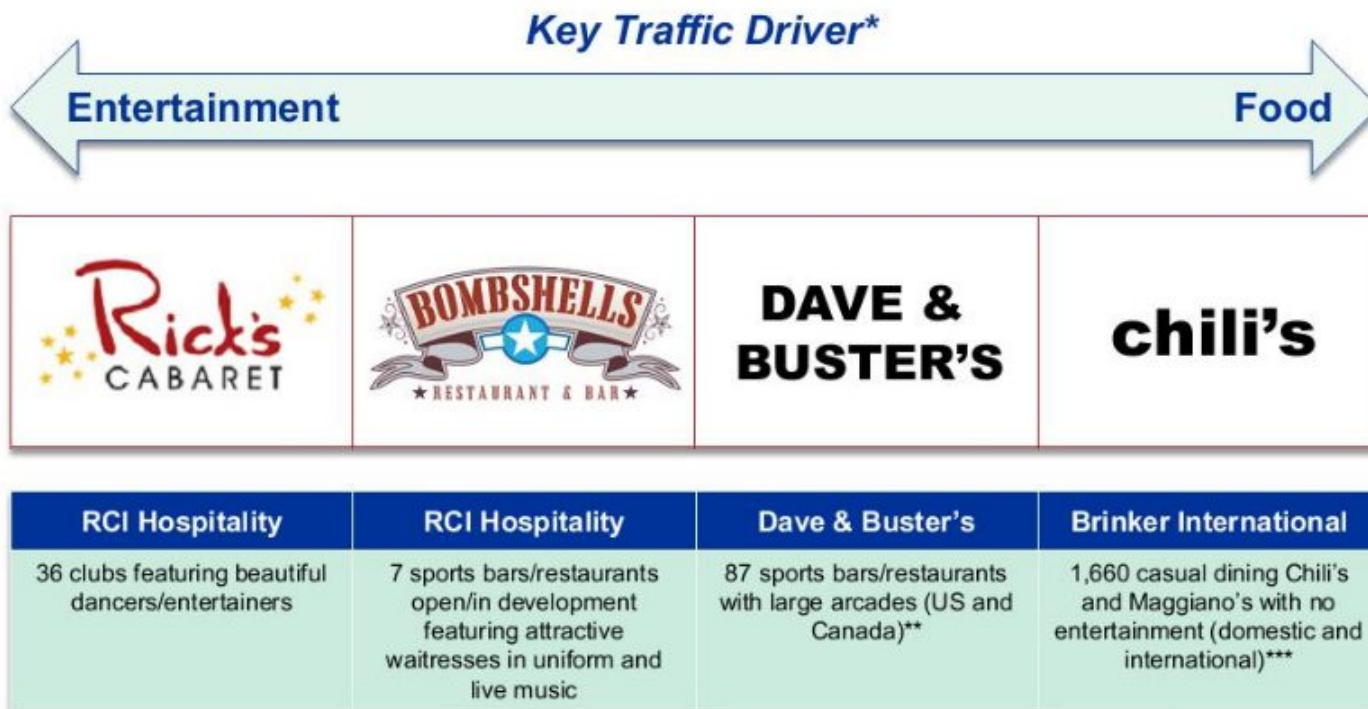 Key Traffic Driver*
Entertainment
Food
Rick's
CABARET
BOMBSHELLS
★RESTAURANT & BAR★
DAVE &
BUSTER'S
chili's
RCI Hospitality
RCI Hospitality
Dave & Buster's
Brinker International
36 clubs featuring beautiful
dancers/entertainers
7 sports bars/restaurants
open/in development
featuring attractive
waitresses in uniform and
live music
87 sports bars/restaurants
with large arcades (US and
Canada)**
1,660 casual dining Chili's
and Maggiano's with no
entertainment (domestic and
international)***